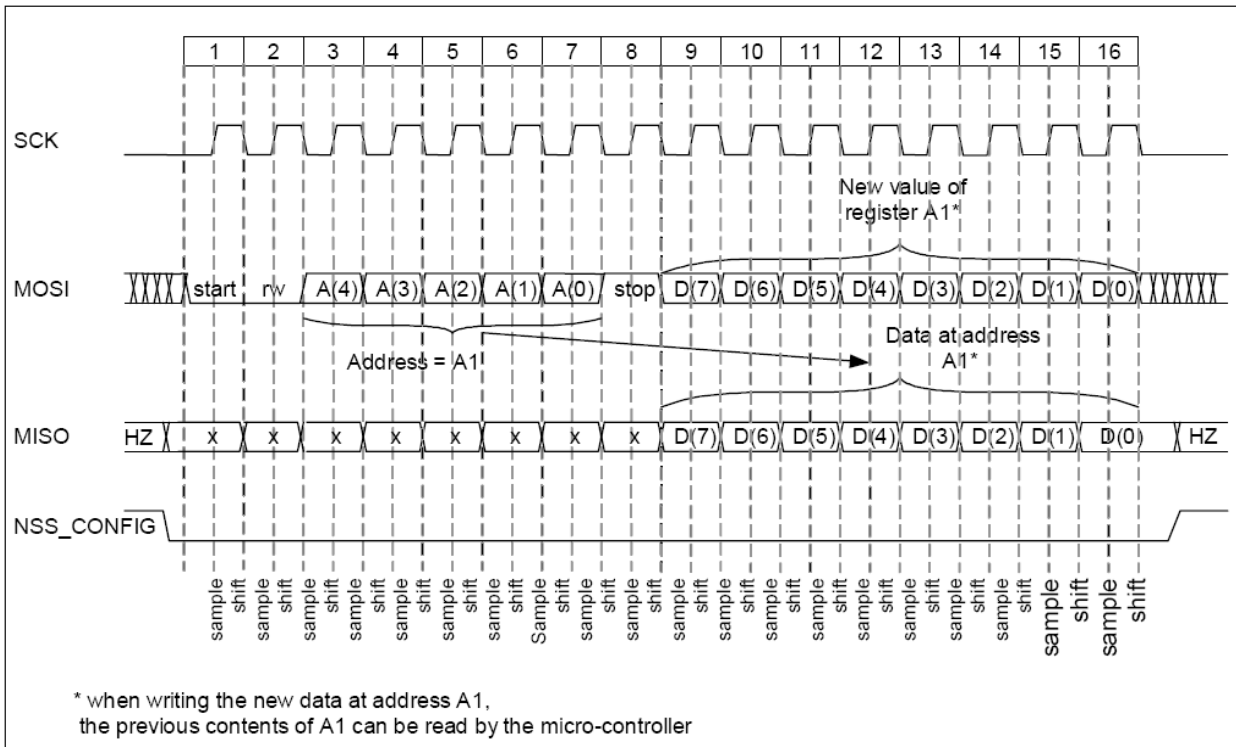 1 2 3 4 5 6 7 8 9 10 11 12 13 14 15 16
SCK
New value of
register A1*
MOSI start rw A(4) A(3) A(2) A(1) A(0) stop D(7) D(6) D(5) D(4) D(3) D(2) D(1) D(0)
Address = A1
Data at address
A1*
MISO HZ x x x x x x x x D(7) D(6) D(5) D(4) D(3) D(2) D(1) D(0) HZ
NSS_CONFIG
sample shift sample shift sample shift sample shift sample shift sample shift Sample shift sample shift sample shift sample shift sample shift sample shift sample shift sample shift sample shift sample shift
* when writing the new data at address A1,
the previous contents of A1 can be read by the micro-controller